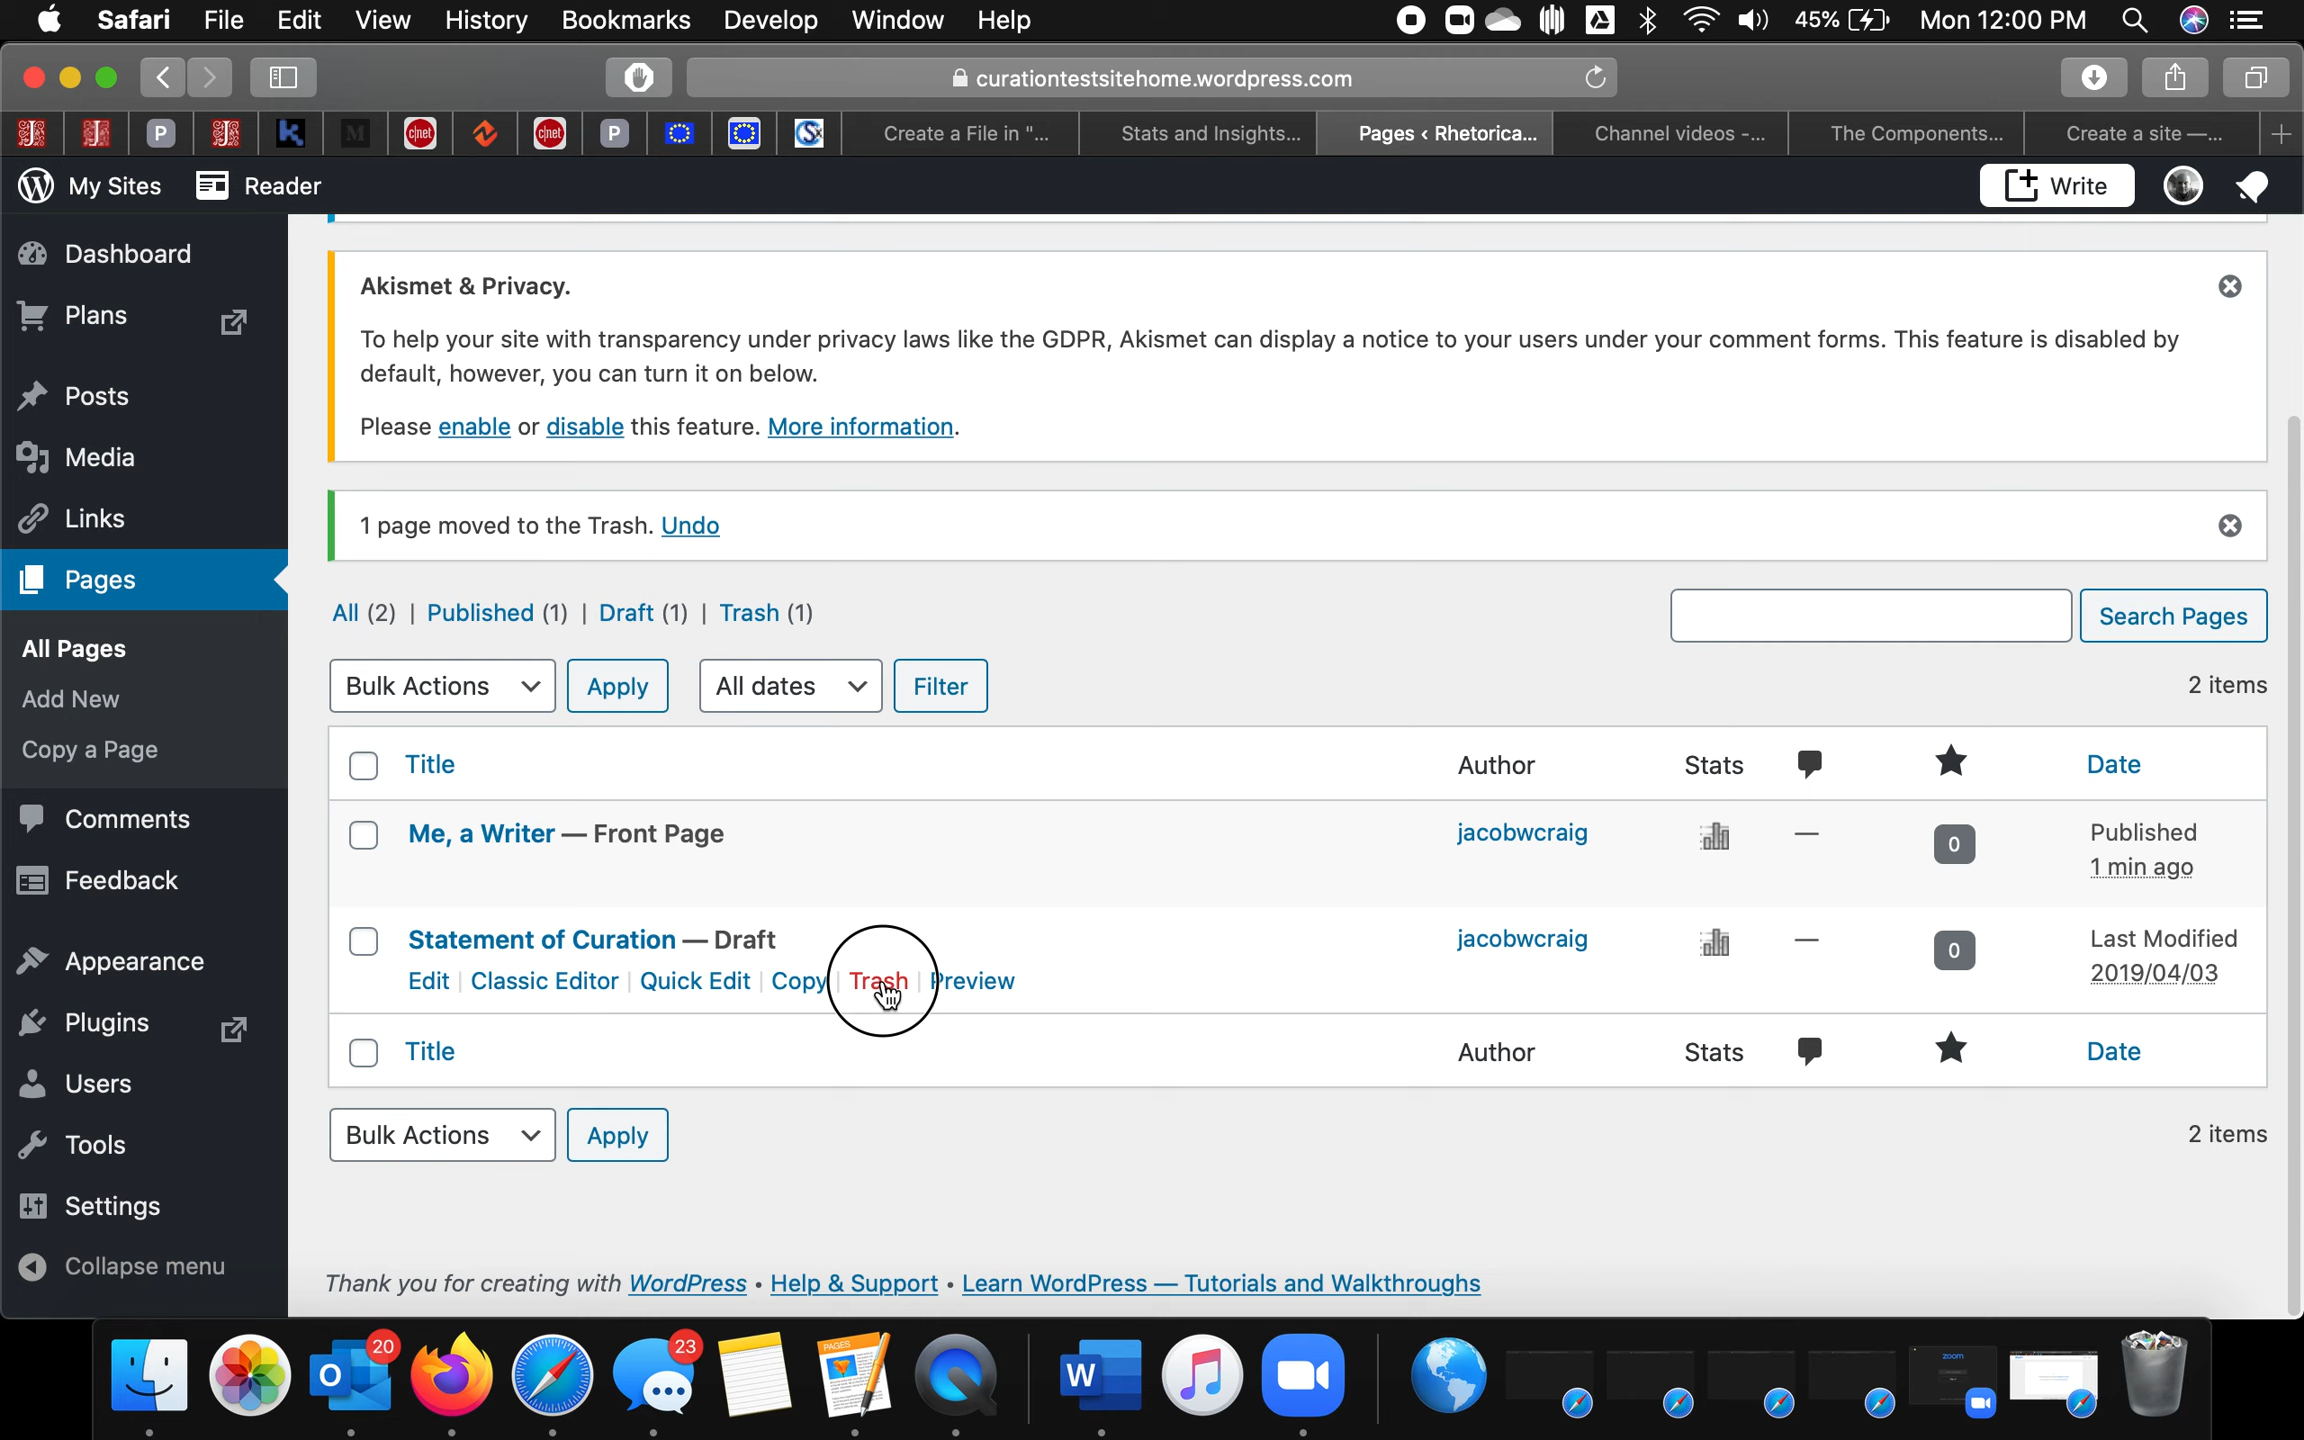 Safari File Edit View History Bookmarks Develop Window Help 45% Mon 12:00 PM
curationtestsitehome.wordpress.com
P M c|net c|net P Create a File in "... Stats and Insights... Pages ‹ Rhetorica... Channel videos -... The Components... Create a site —... +
My Sites Reader Write
Dashboard
Plans
Posts
Media
Links
Pages
All Pages
Add New
Copy a Page
Comments
Feedback
Appearance
Plugins
Users
Tools
Settings
Collapse menu
Akismet & Privacy.
To help your site with transparency under privacy laws like the GDPR, Akismet can display a notice to your users under your comment forms. This feature is disabled by
default, however, you can turn it on below.
Please enable or disable this feature. More information.
1 page moved to the Trash. Undo
All (2) | Published (1) | Draft (1) | Trash (1)
Search Pages
Bulk Actions Apply All dates Filter 2 items
Title Author Stats Date
Me, a Writer — Front Page jacobwcraig — 0 Published
1 min ago
Statement of Curation — Draft jacobwcraig — 0 Last Modified
Edit | Classic Editor | Quick Edit | Copy | Trash | Preview 2019/04/03
Title Author Stats Date
Bulk Actions Apply 2 items
Thank you for creating with WordPress • Help & Support • Learn WordPress — Tutorials and Walkthroughs
20 23
O PAGES W zoom